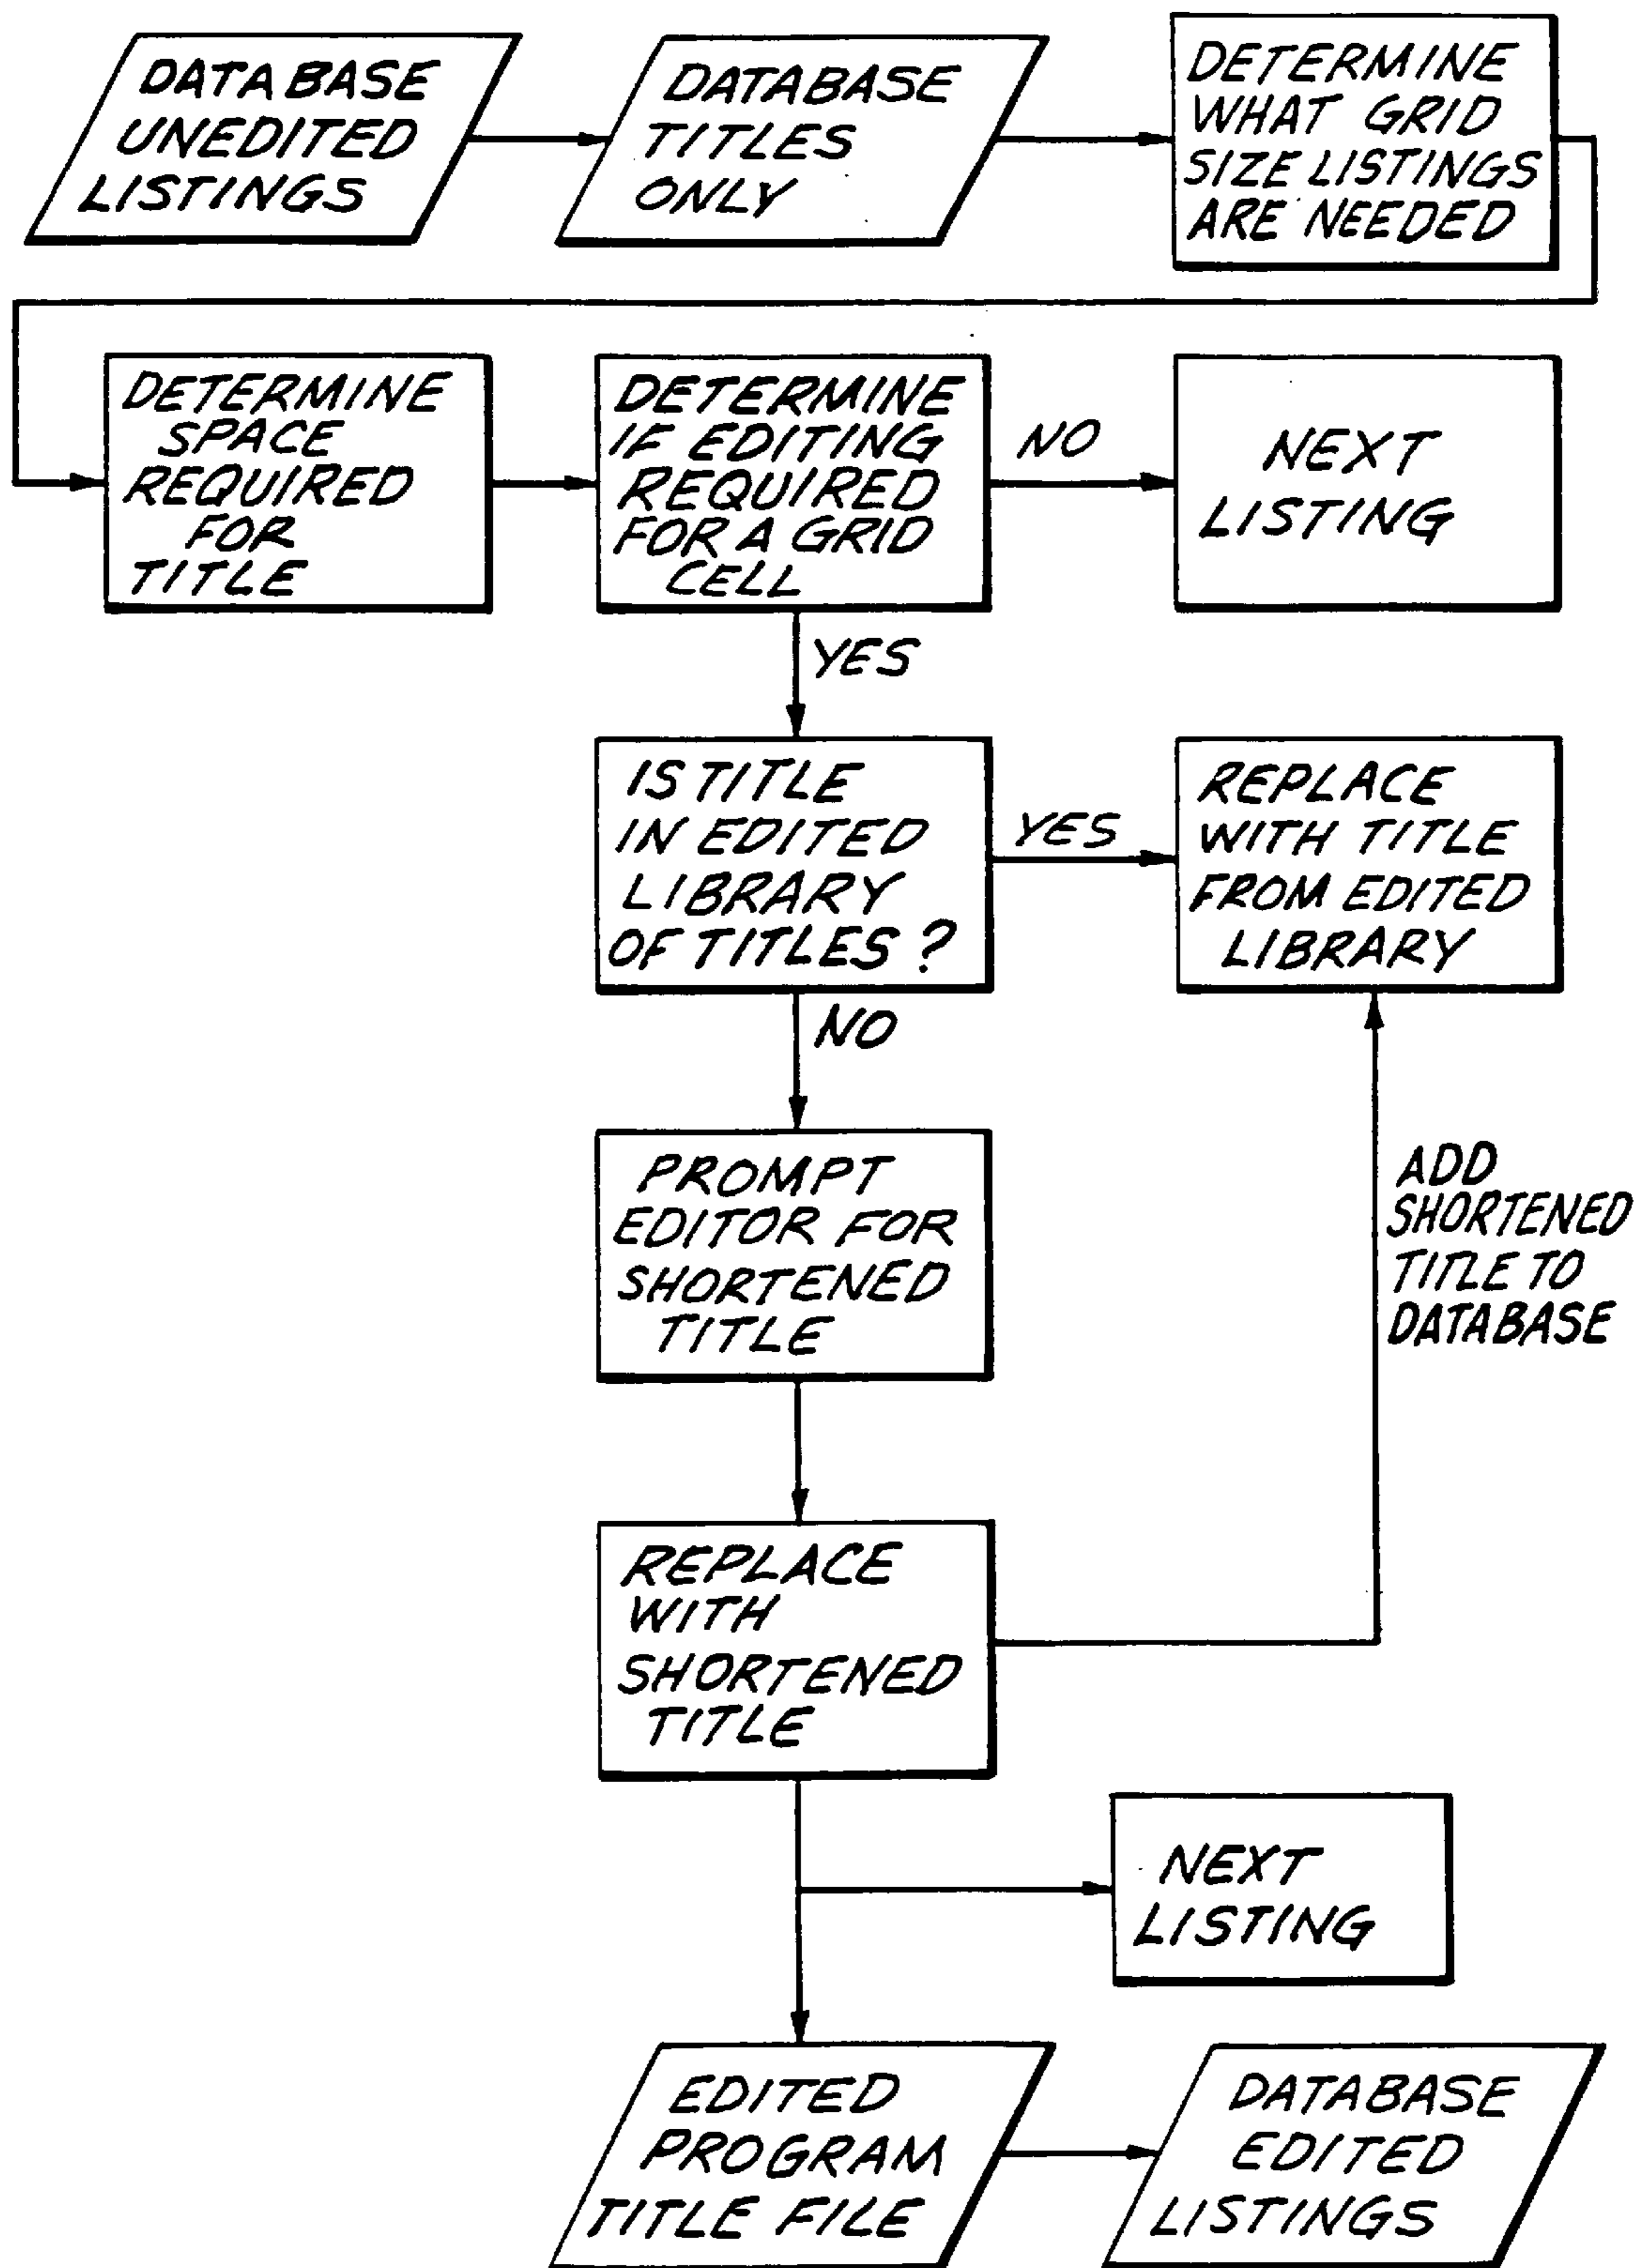 DATABASE
UNEDITED
LISTINGS
DATABASE
TITLES
ONLY
DETERMINE
WHAT GRID
SIZE LISTINGS
ARE NEEDED
DETERMINE
SPACE
REQUIRED
FOR
TITLE
DETERMINE
IF EDITING
REQUIRED
FOR A GRID
CELL
NO
NEXT
LISTING
YES
IS TITLE
IN EDITED
LIBRARY
OF TITLES?
YES
REPLACE
WITH TITLE
FROM EDITED
LIBRARY
NO
PROMPT
EDITOR FOR
SHORTENED
TITLE
ADD
SHORTENED
TITLE TO
DATABASE
REPLACE
WITH
SHORTENED
TITLE
NEXT
LISTING
EDITED
PROGRAM
TITLE FILE
DATABASE
EDITED
LISTINGS